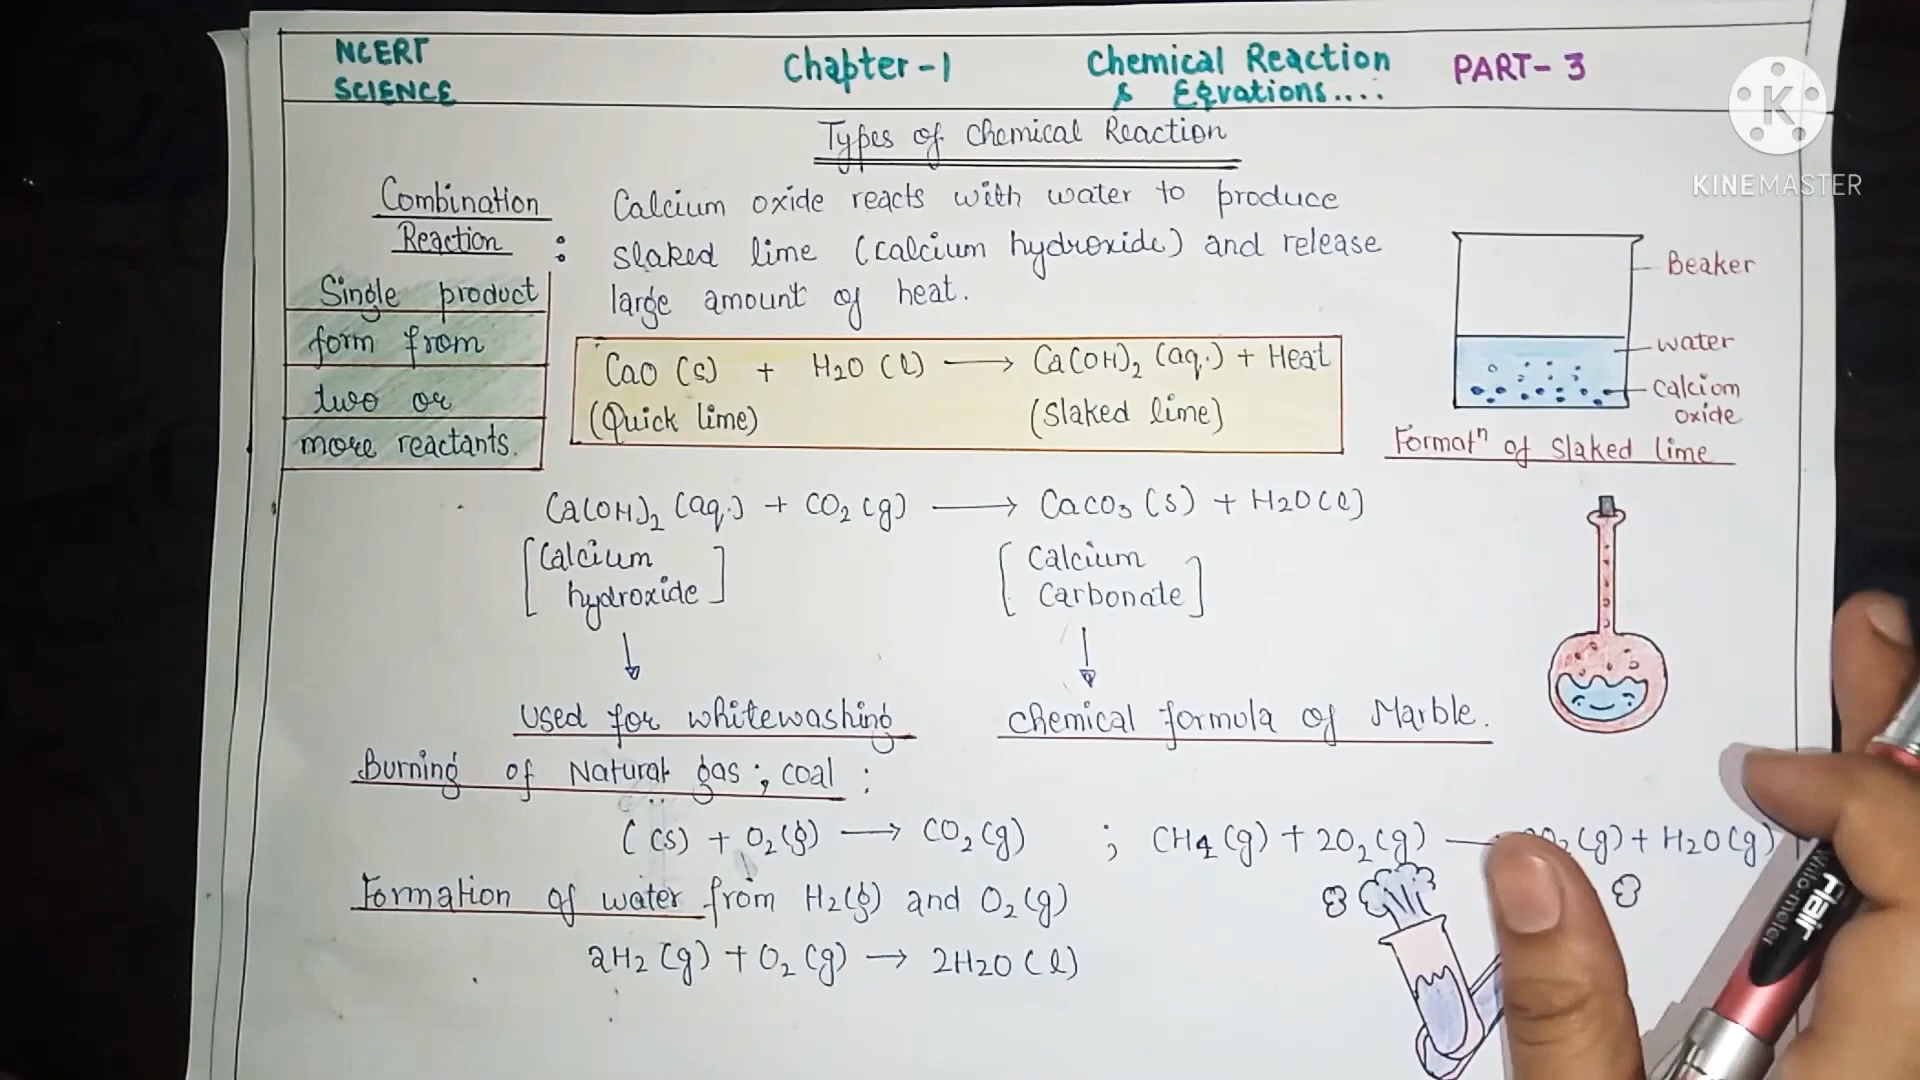 NCERT SCIENCE
Chapter-1
Chemical Reaction & Equations....
PART-3
KINEMASTER
Types of Chemical Reaction
Combination Reaction :
Single product
form from
two or
more reactants.
Calcium oxide reacts with water to produce
slaked lime (calcium hydroxide) and release
large amount of heat.
CaO (s) + H2O (l) ⟶ Ca(OH)2 (aq.) + Heat
(Quick lime) (Slaked lime)
Beaker
water
calciom oxide
Formatⁿ of Slaked lime
Ca(OH)2 (aq.) + CO2 (g) ⟶ CaCO3 (s) + H2O (l)
[Calcium hydroxide] [Calcium Carbonate]
↓ ↓
Used for whitewashing
chemical formula of Marble.
Burning of Natural gas ; coal :
C (s) + O2 (g) ⟶ CO2 (g) ; CH4 (g) + 2O2 (g) ⟶ O2 (g) + H2O (g)
Formation of water from H2(g) and O2(g)
2H2 (g) + O2 (g) → 2H2O (l)
Flair